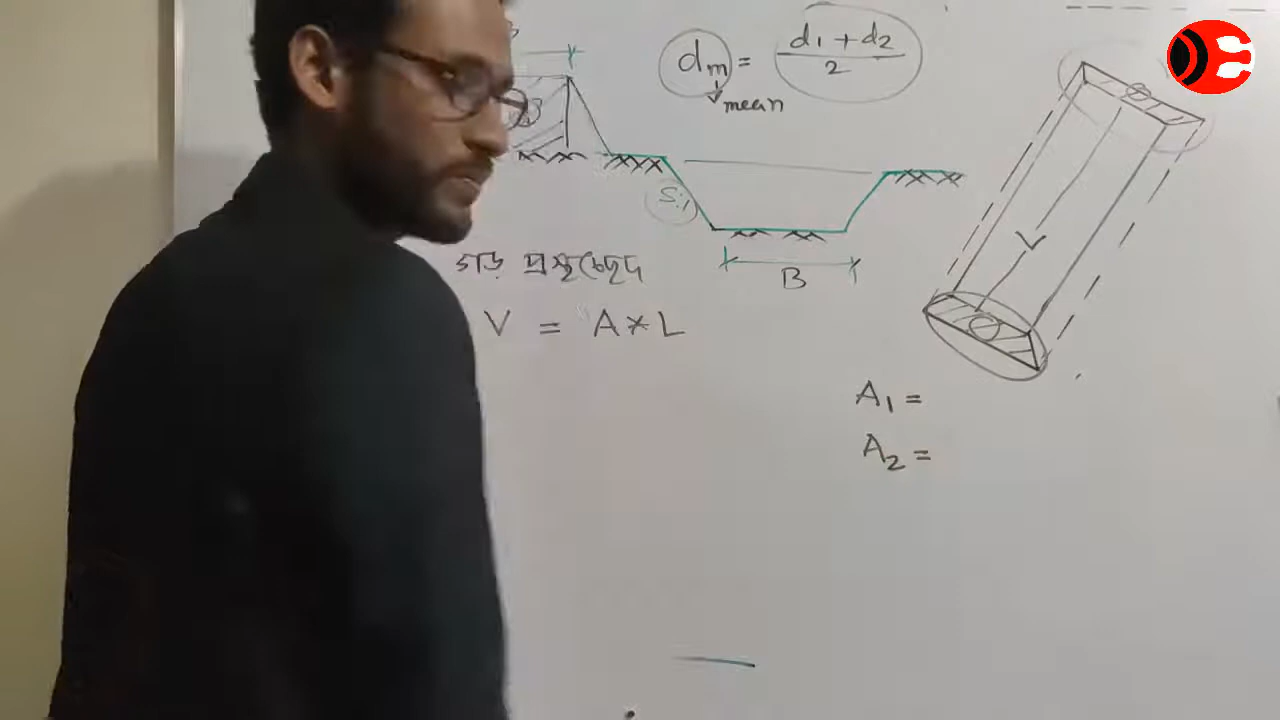 dm = d1 + d2 / 2
mean
S:1
B
গড় প্রস্থচ্ছেদ
V = A * L
A1 =
A2 =